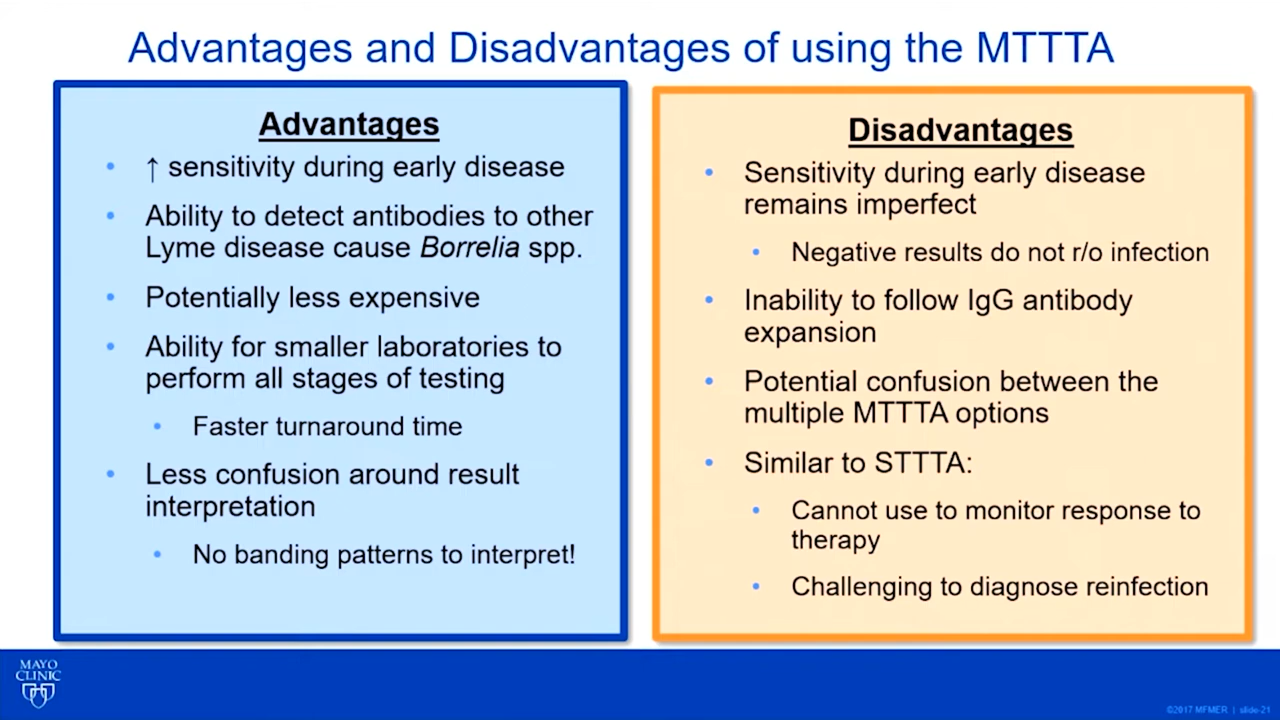 Advantages and Disadvantages of using the MTTTA
Advantages
• ↑ sensitivity during early disease
• Ability to detect antibodies to other
Lyme disease cause Borrelia spp.
• Potentially less expensive
• Ability for smaller laboratories to
perform all stages of testing
• Faster turnaround time
• Less confusion around result
interpretation
• No banding patterns to interpret!
Disadvantages
• Sensitivity during early disease
remains imperfect
• Negative results do not r/o infection
• Inability to follow IgG antibody
expansion
• Potential confusion between the
multiple MTTTA options
• Similar to STTTA:
• Cannot use to monitor response to
therapy
• Challenging to diagnose reinfection
MAYO
CLINIC
©2017 MFMER | slide-21